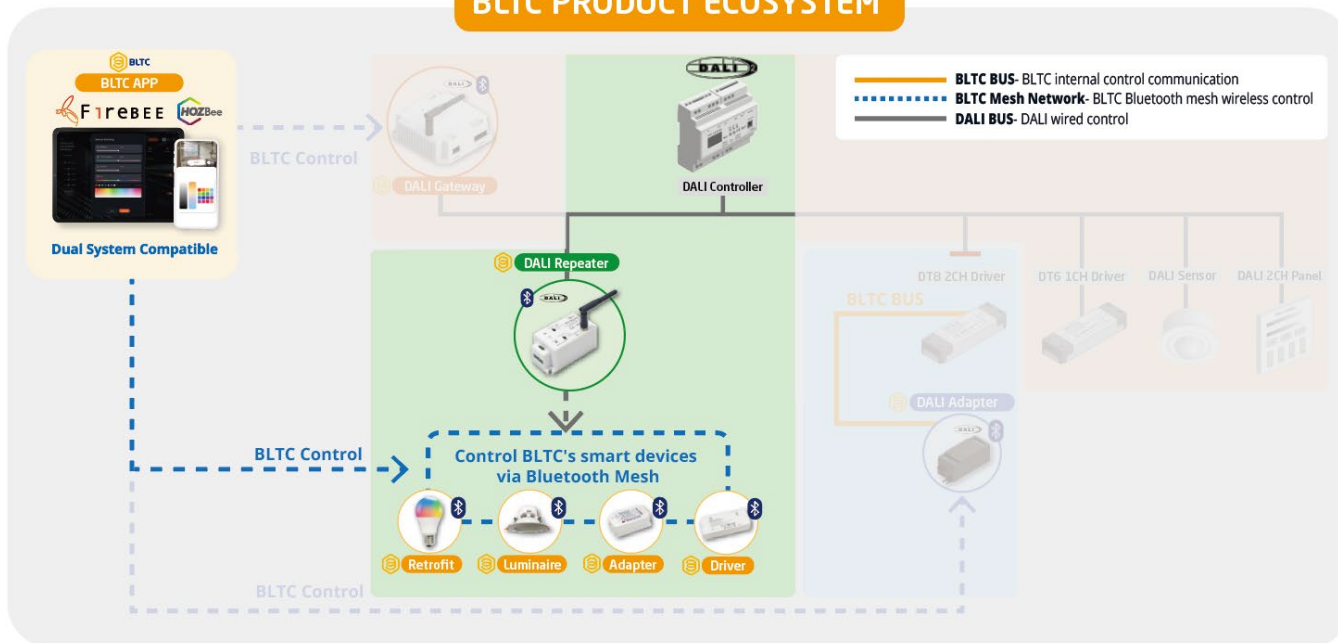 BLTC PRODUCT ECOSYSTEM
BLTC
BLTC APP
FIREBEE HOZBee
Dual System Compatible
BLTC Control
DALI
DALI Gateway
DALI
DALI Controller
BLTC BUS- BLTC internal control communication
BLTC Mesh Network- BLTC Bluetooth mesh wireless control
DALI BUS- DALI wired control
DALI Repeater
DALI
DT8 2CH Driver
DT6 1CH Driver
DALI Sensor
DALI 2CH Panel
BLTC BUS
DALI Adapter
DALI
BLTC Control
Control BLTC's smart devices
via Bluetooth Mesh
Retrofit
Luminaire
Adapter
Driver
BLTC Control